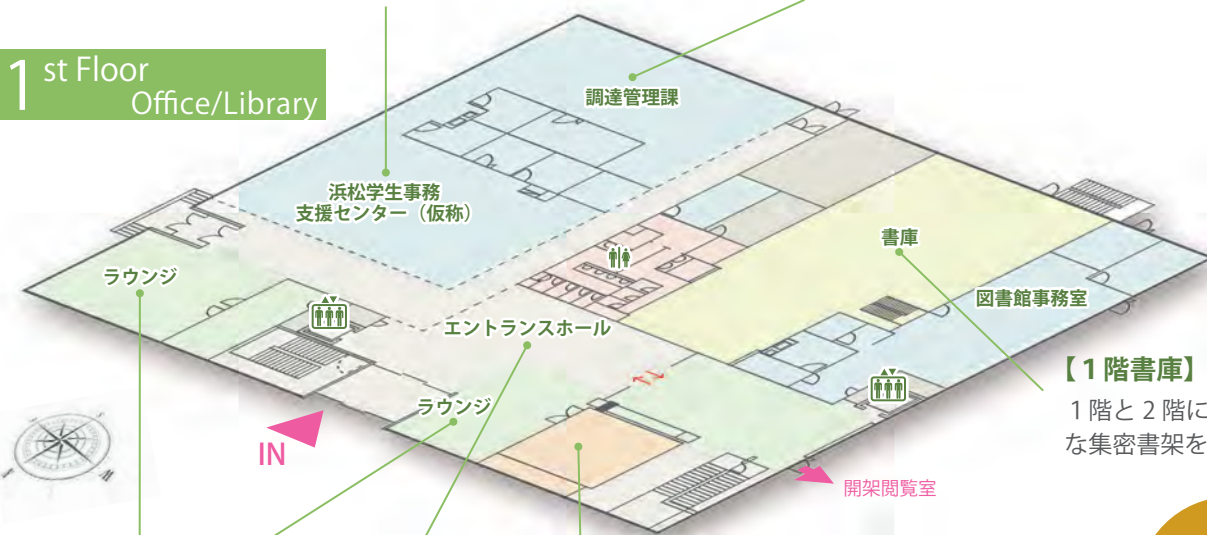 1 st Floor
Office/Library
調達管理課
浜松学生事務
支援センター（仮称）
書庫
ラウンジ
図書館事務室
エントランスホール
【１階書庫】
１階と２階に
な集密書架を
ラウンジ
IN
開架閲覧室